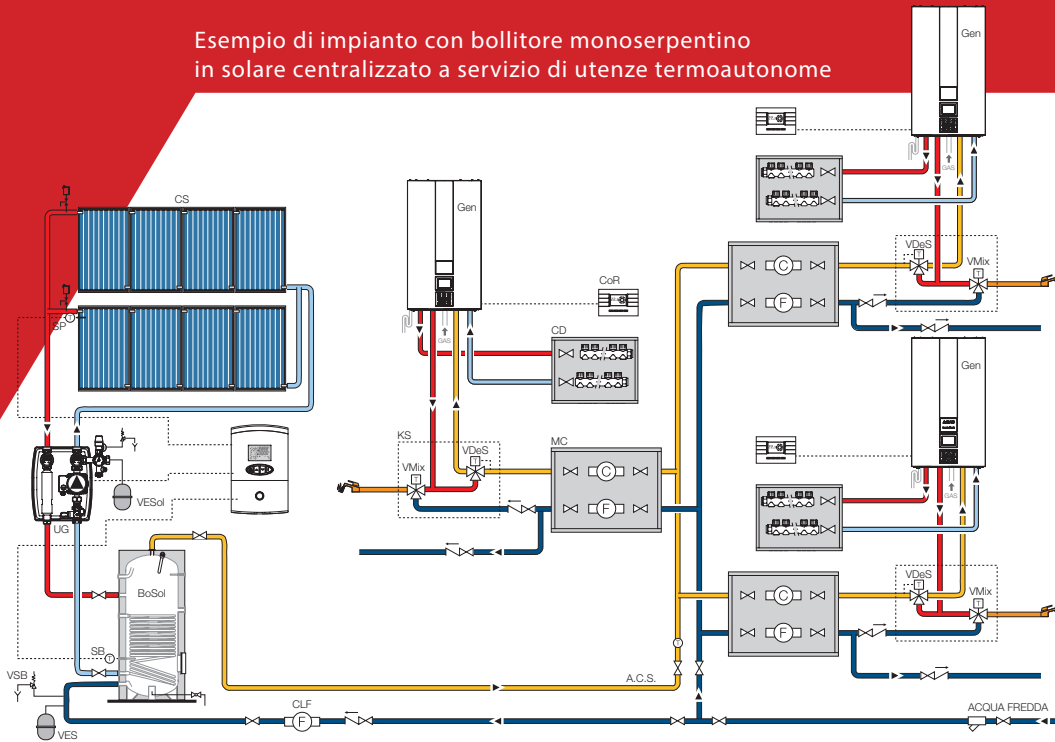 Esempio di impianto con bollitore monoserpentino
in solare centralizzato a servizio di utenze termoautonome
Gen
GAS
CS
Gen
VDeS
T
VMix
T
C
F
CoR
SP
T
GAS
CD
KS
VMix
T
VDeS
T
MC
C
F
Gen
GAS
VESol
UG
BoSol
SB
T
VDeS
T
VMix
T
C
F
T
A.C.S.
VSB
VES
CLF
F
ACQUA FREDDA